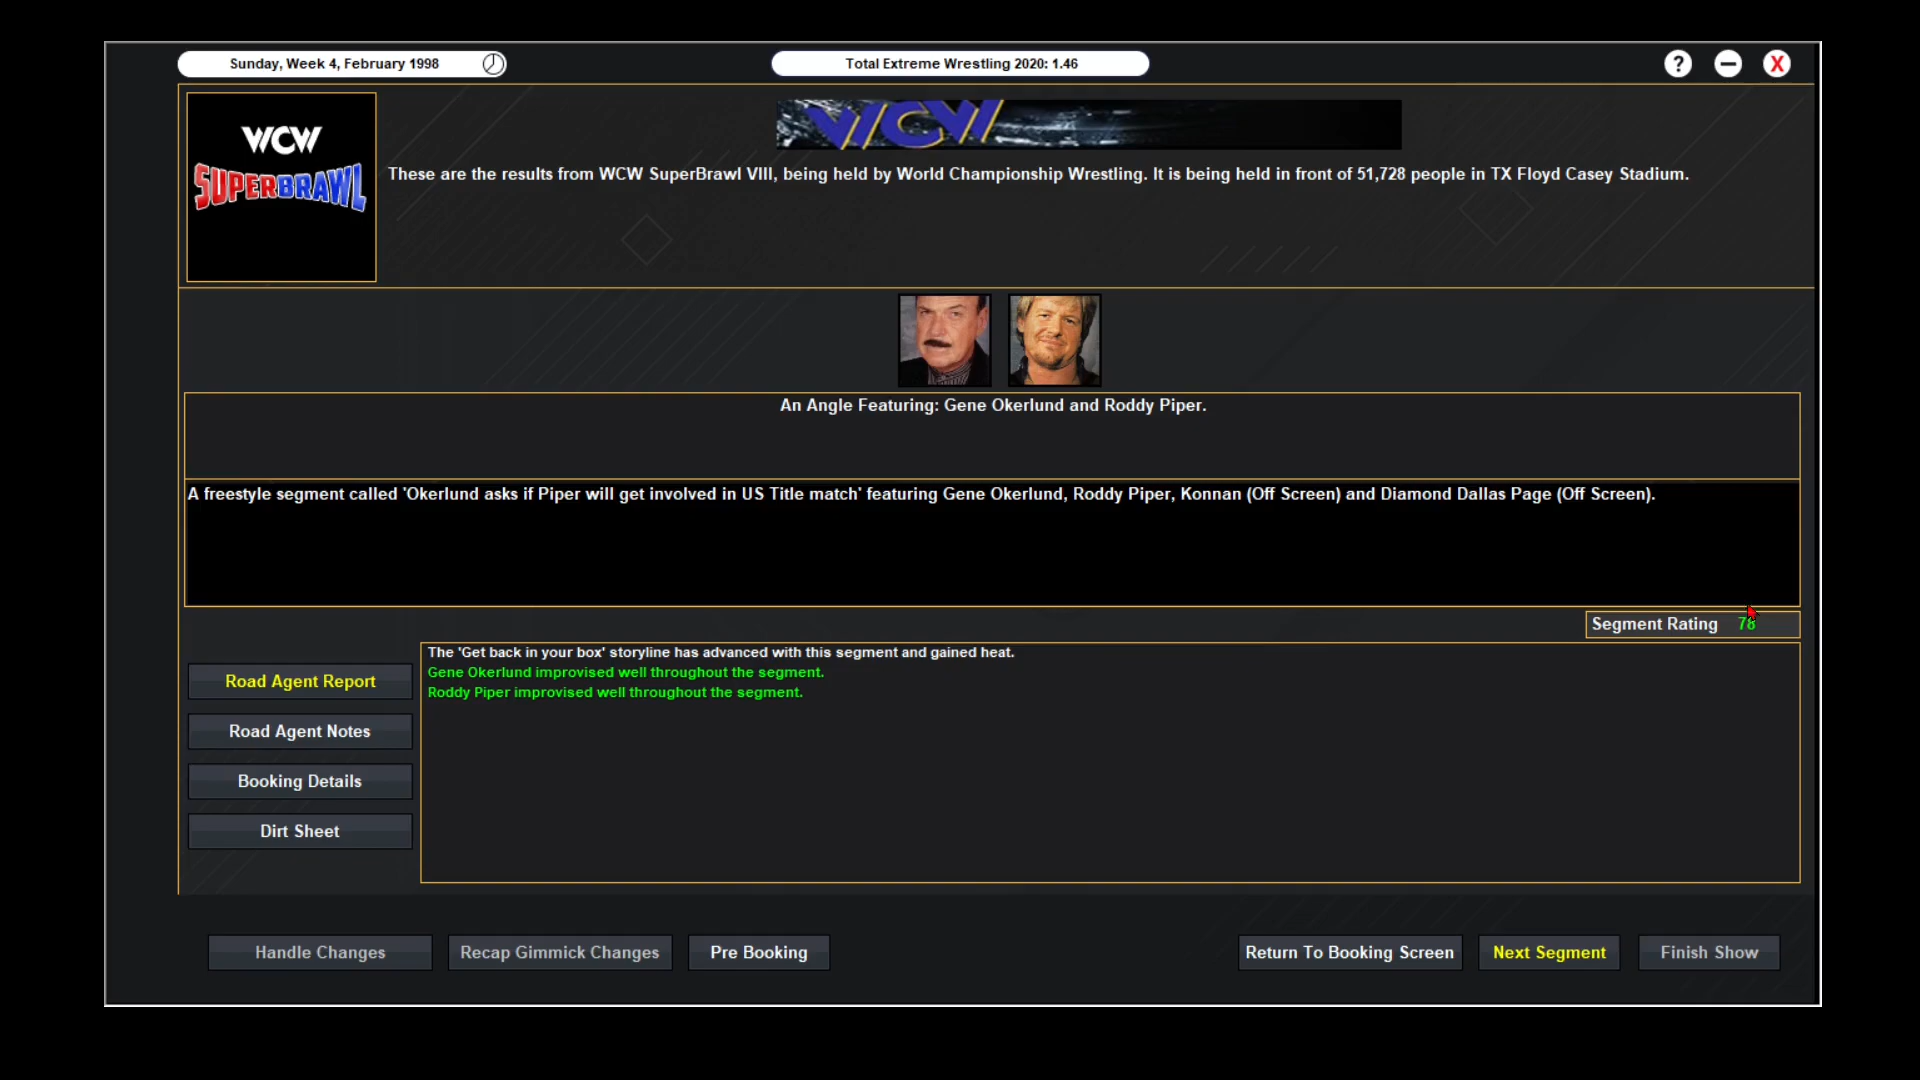 Sunday, Week 4, February 1998
Total Extreme Wrestling 2020: 1.46
?
X
WCW
SUPERBRAWL
WCW
These are the results from WCW SuperBrawl VIII, being held by World Championship Wrestling. It is being held in front of 51,728 people in TX Floyd Casey Stadium.
An Angle Featuring: Gene Okerlund and Roddy Piper.
A freestyle segment called 'Okerlund asks if Piper will get involved in US Title match' featuring Gene Okerlund, Roddy Piper, Konnan (Off Screen) and Diamond Dallas Page (Off Screen).
Segment Rating 78
The 'Get back in your box' storyline has advanced with this segment and gained heat.
Gene Okerlund improvised well throughout the segment.
Roddy Piper improvised well throughout the segment.
Road Agent Report
Road Agent Notes
Booking Details
Dirt Sheet
Handle Changes
Recap Gimmick Changes
Pre Booking
Return To Booking Screen
Next Segment
Finish Show